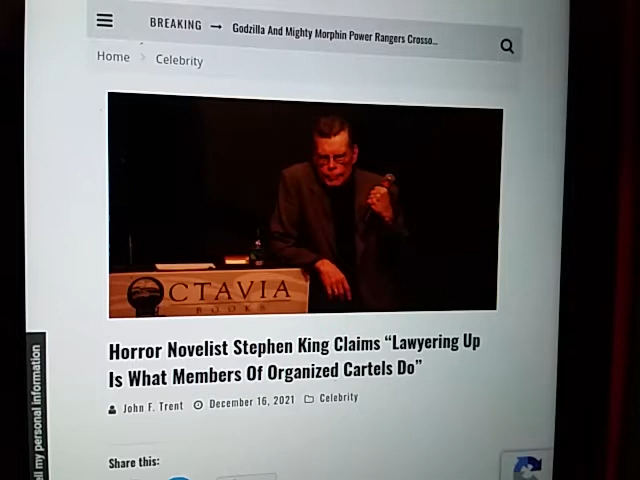 BREAKING → Godzilla And Mighty Morphin Power Rangers Crosso...
Home > Celebrity
OCTAVIA
BOOKS
Horror Novelist Stephen King Claims “Lawyering Up
Is What Members Of Organized Cartels Do”
John F. Trent December 16, 2021 Celebrity
ell my personal information
Share this: